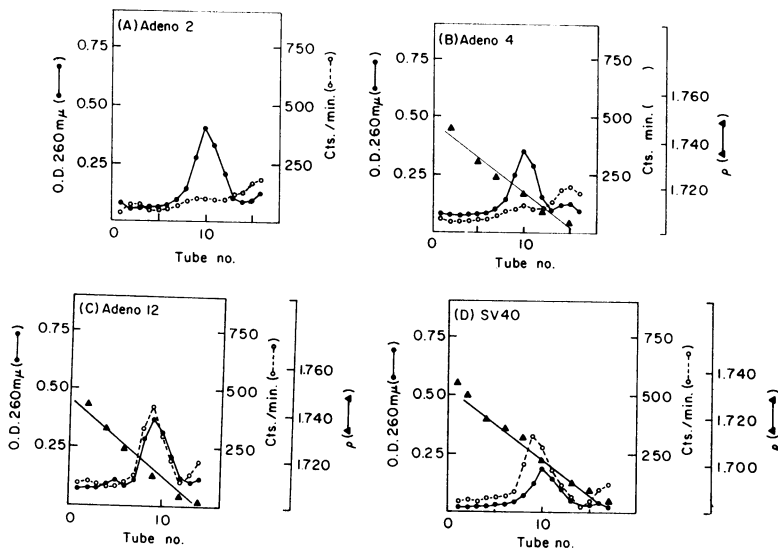 (A) Adeno 2
O.D. 260 mμ (●—●)
0.75
0.50
0.25
10
Tube no.
750
500
250
Cts./min. (o---o)
(B) Adeno 4
O.D. 260 mμ (●—●)
0.75
0.50
0.25
0
10
Tube no.
750
500
250
0
Cts. min. ( )
1.760
1.740
1.720
ρ (▲—▲)
(C) Adeno 12
O.D. 260 mμ (●—●)
0.75
0.50
0.25
0
10
Tube no.
750
500
250
Cts./min. (o---o)
1.760
1.740
1.720
ρ (▲—▲)
(D) SV40
O.D. 260 mμ (●—●)
0.75
0.50
0.25
0
10
Tube no.
750
500
250
0
Cts./min. (o---o)
1.740
1.720
1.700
ρ (▲—▲)